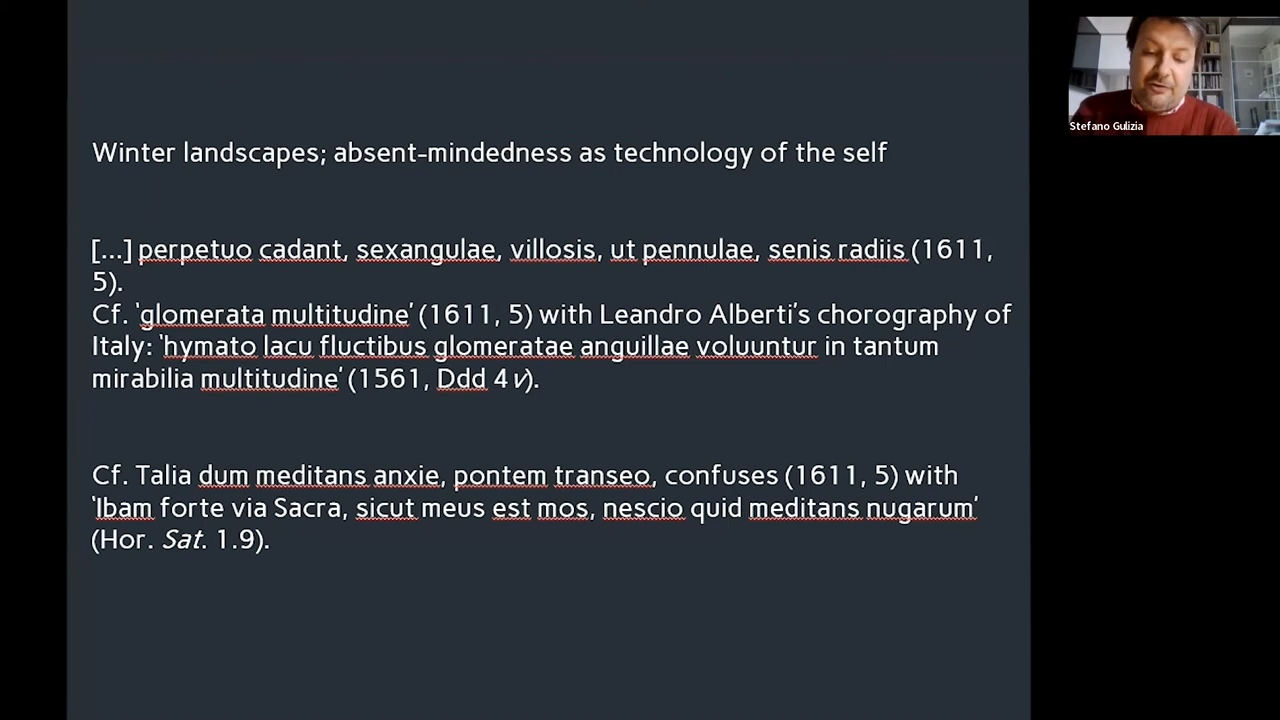 Stefano Gulizia
Winter landscapes; absent-mindedness as technology of the self
[...] perpetuo cadant, sexangulae, villosis, ut pennulae, senis radiis (1611,
5).
Cf. 'glomerata multitudine' (1611, 5) with Leandro Alberti's chorography of
Italy: 'hymato lacu fluctibus glomeratae anguillae voluuntur in tantum
mirabilia multitudine' (1561, Ddd 4v).
Cf. Talia dum meditans anxie, pontem transeo, confuses (1611, 5) with
'Ibam forte via Sacra, sicut meus est mos, nescio quid meditans nugarum'
(Hor. Sat. 1.9).